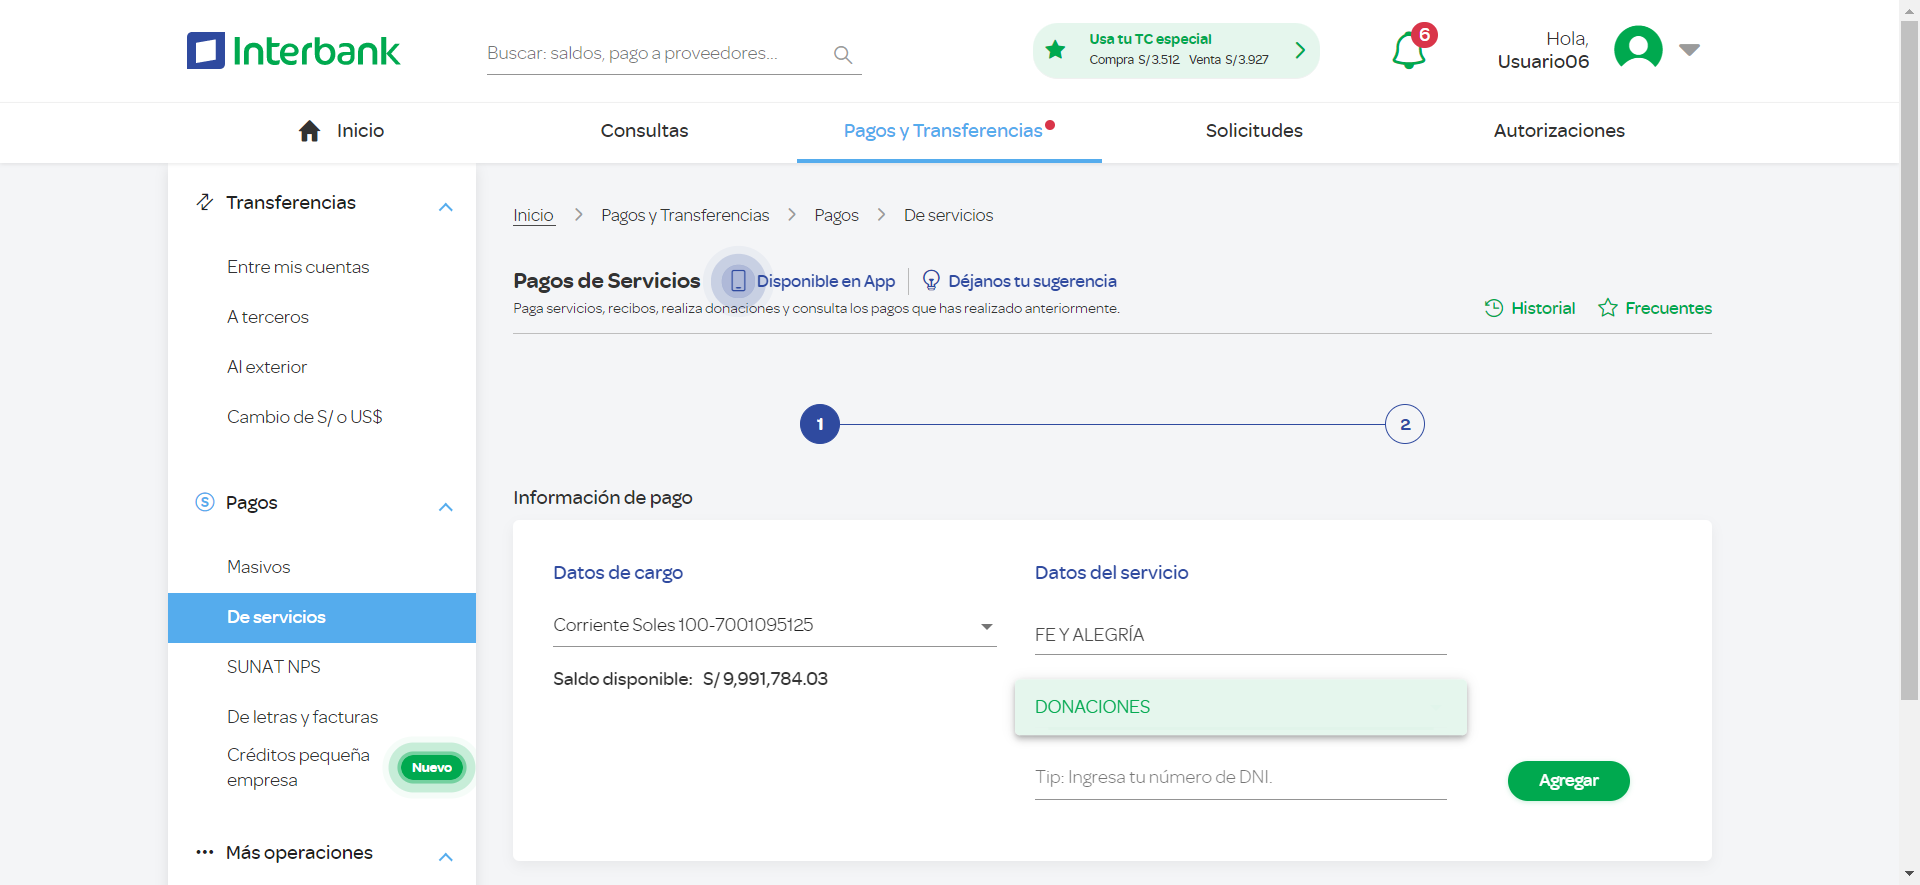 Interbank
Buscar: saldos, pago a proveedores...
Usa tu TC especial
Compra S/3.512 Venta S/3.927
6
Hola,
Usuario06
Inicio
Consultas
Pagos y Transferencias
Solicitudes
Autorizaciones
Transferencias
Entre mis cuentas
A terceros
Al exterior
Cambio de S/ o US$
S Pagos
Masivos
De servicios
SUNAT NPS
De letras y facturas
Créditos pequeña
empresa
Nuevo
Más operaciones
Inicio > Pagos y Transferencias > Pagos > De servicios
Pagos de Servicios
Disponible en App
Déjanos tu sugerencia
Paga servicios, recibos, realiza donaciones y consulta los pagos que has realizado anteriormente.
Historial
Frecuentes
1
2
Información de pago
Datos de cargo
Corriente Soles 100-7001095125
Saldo disponible: S/ 9,991,784.03
Datos del servicio
FE Y ALEGRÍA
DONACIONES
Tip: Ingresa tu número de DNI.
Agregar